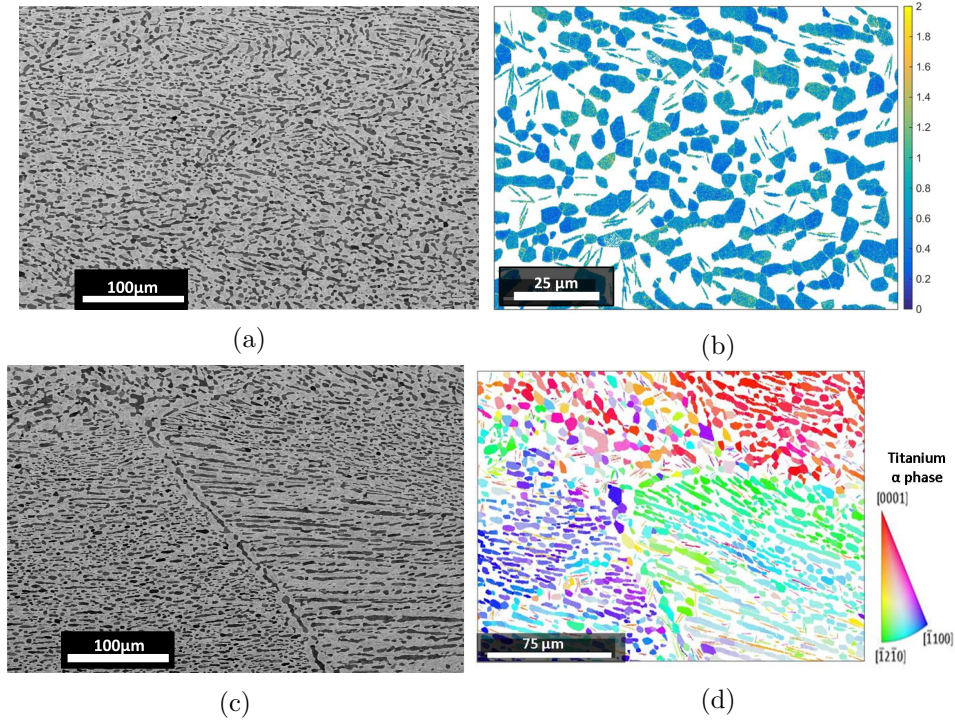 2
1.8
1.6
1.4
1.2
1
0.8
0.6
0.4
0.2
0
100µm
25 µm
(a)
(b)
Titanium
α phase
[0001]
[1̄100]
[1̄21̄0]
100µm
75 µm
(c)
(d)